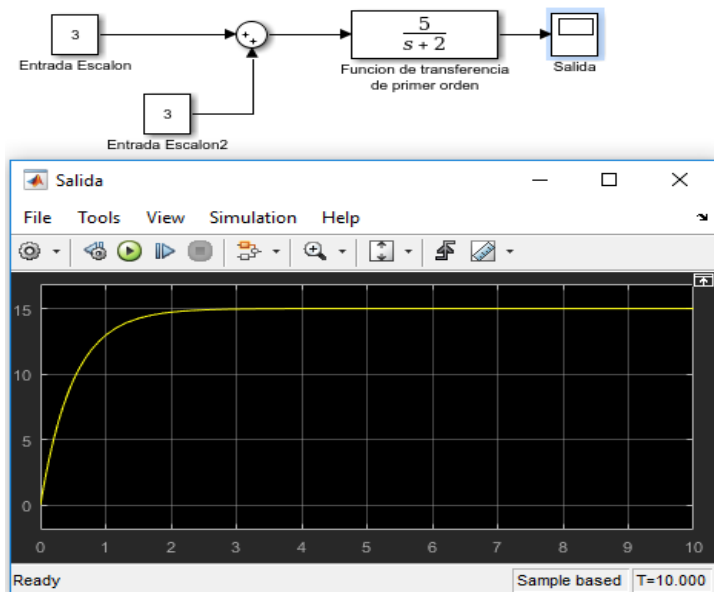 3
Entrada Escalon
+
+
5
s + 2
Funcion de transferencia
de primer orden
Salida
3
Entrada Escalon2
Salida
File Tools View Simulation Help
15
10
5
0
0 1 2 3 4 5 6 7 8 9 10
Ready Sample based T=10.000